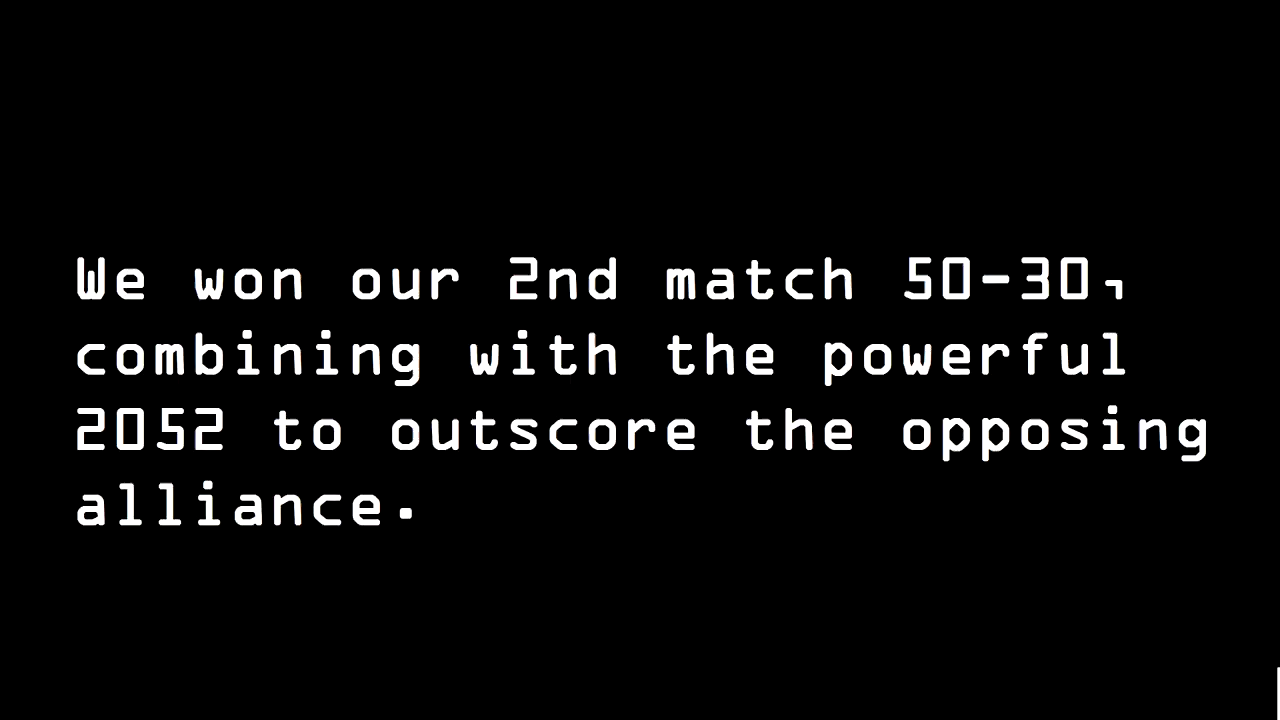 We won our 2nd match 50-30,
combining with the powerful
2052 to outscore the opposing
alliance.